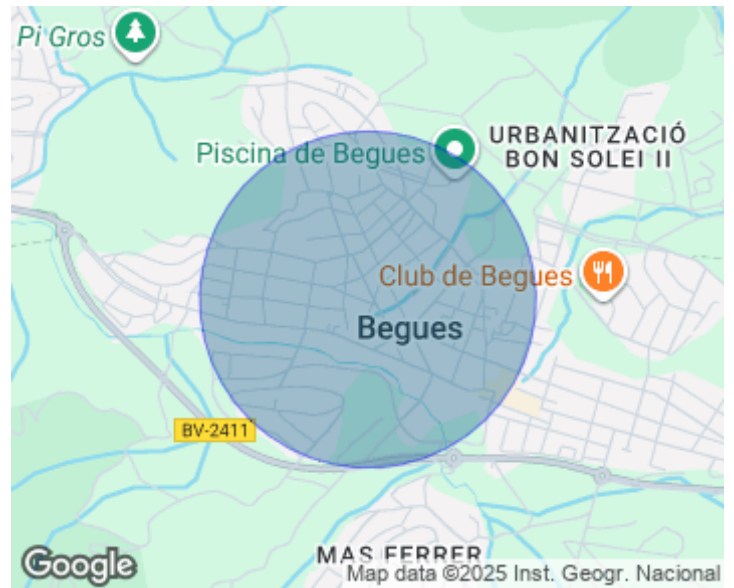 Pi Gros
Piscina de Begues
URBANITZACIÓ
BON SOLEI II
Club de Begues
Begues
BV-2411
MAS FERRER
Google
Map data ©2025 Inst. Geogr. Nacional